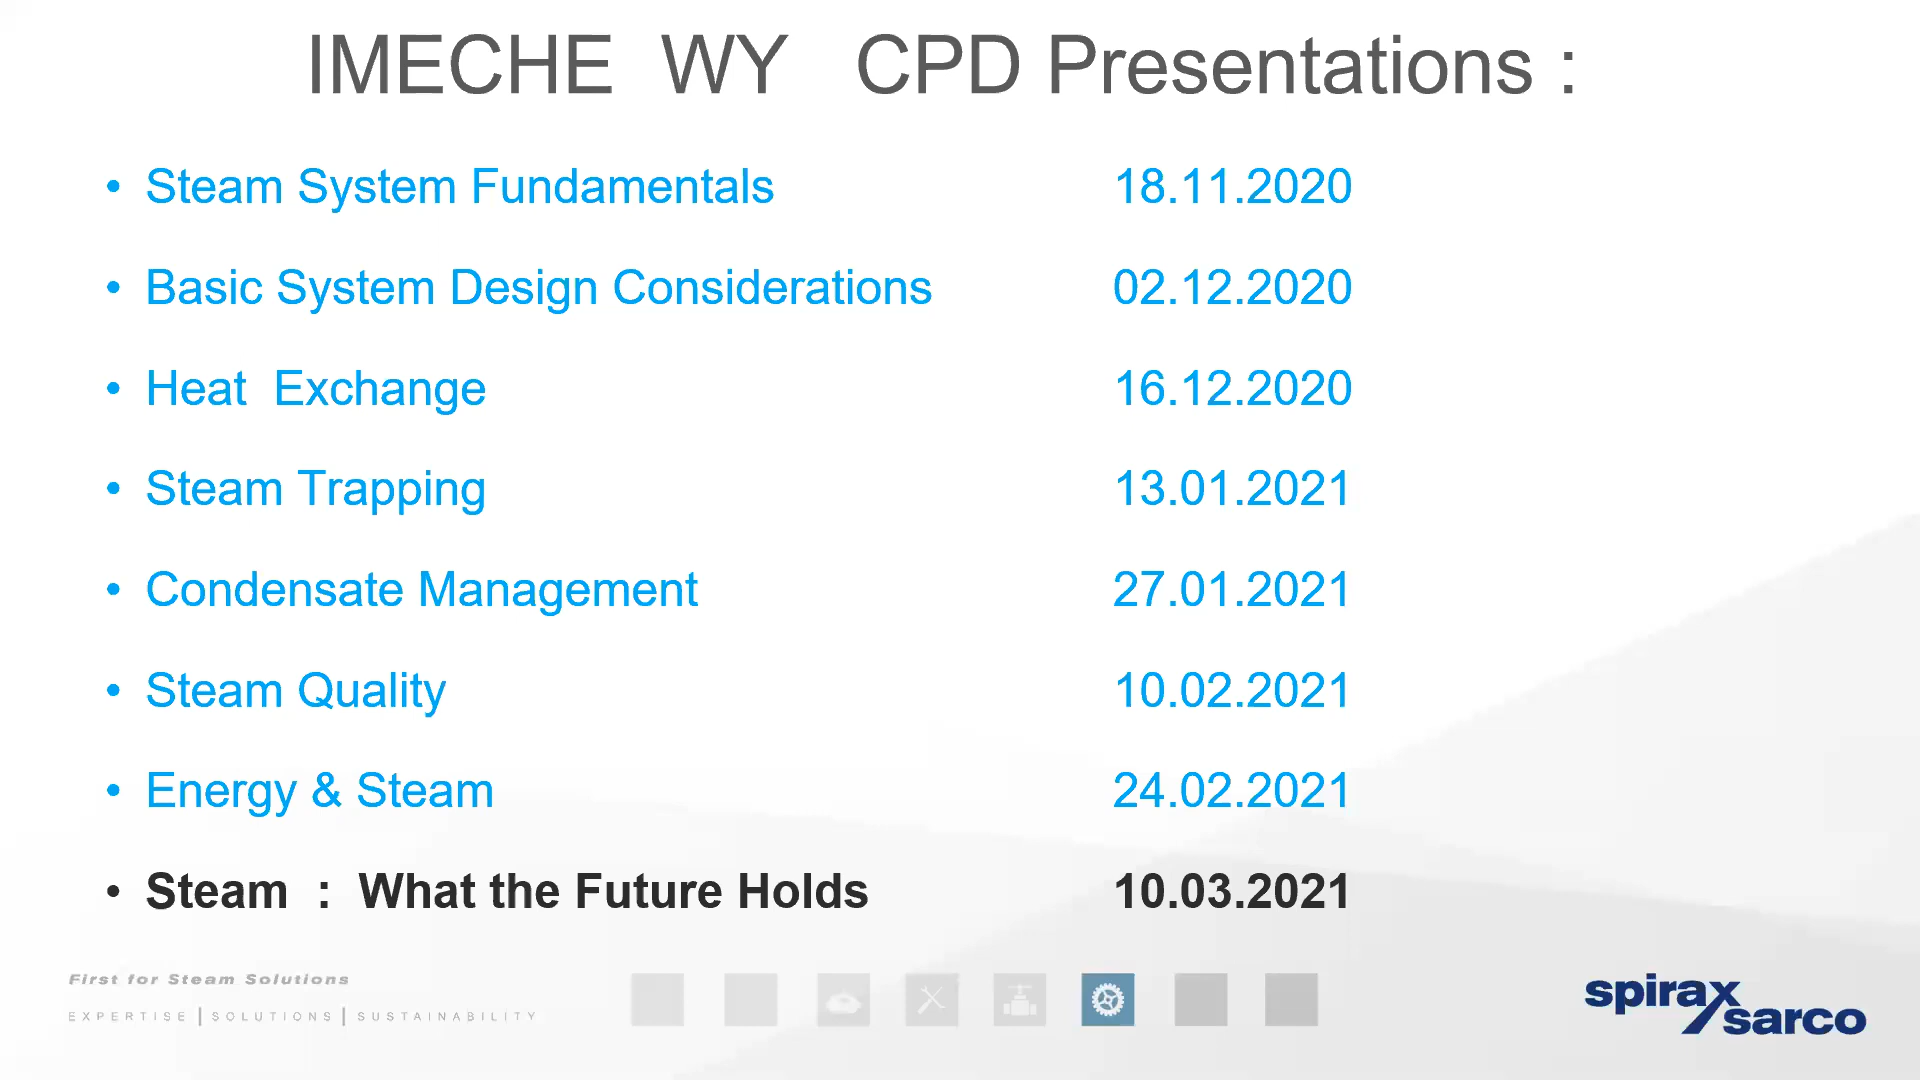 IMECHE WY CPD Presentations :
• Steam System Fundamentals 18.11.2020
• Basic System Design Considerations 02.12.2020
• Heat Exchange 16.12.2020
• Steam Trapping 13.01.2021
• Condensate Management 27.01.2021
• Steam Quality 10.02.2021
• Energy & Steam 24.02.2021
• Steam : What the Future Holds 10.03.2021
First for Steam Solutions
EXPERTISE | SOLUTIONS | SUSTAINABILITY
spirax
sarco